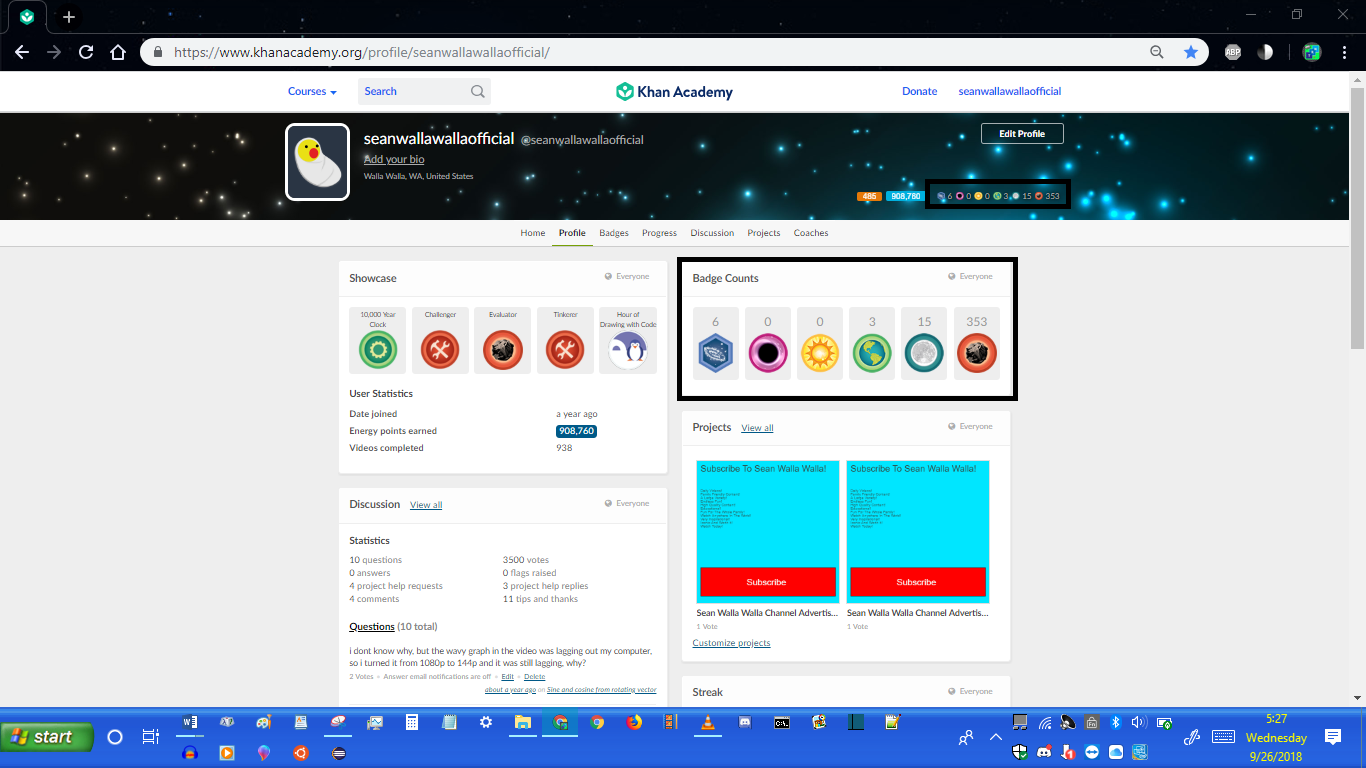 https://www.khanacademy.org/profile/seanwallawallaofficial/
ABP
Courses
Search
Khan Academy
Donate
seanwallawallaofficial
seanwallawallaofficial @seanwallawallaofficial
Add your bio
Walla Walla, WA, United States
Edit Profile
485 908,780 6 0 0 3 15 353
Home Profile Badges Progress Discussion Projects Coaches
Showcase Everyone
10,000 Year Clock
Challenger
Evaluator
Tinkerer
Hour of Drawing with Code
User Statistics
Date joined a year ago
Energy points earned 908,760
Videos completed 938
Badge Counts Everyone
6 0 0 3 15 353
Projects View all Everyone
Subscribe To Sean Walla Walla!
Subscribe
Sean Walla Walla Channel Advertis...
1 Vote
Subscribe To Sean Walla Walla!
Subscribe
Sean Walla Walla Channel Advertis...
1 Vote
Customize projects
Discussion View all Everyone
Statistics
10 questions 3500 votes
0 answers 0 flags raised
4 project help requests 3 project help replies
4 comments 11 tips and thanks
Questions (10 total)
i dont know why, but the wavy graph in the video was lagging out my computer,
so i turned it from 1080p to 144p and it was still lagging, why?
2 Votes • Answer email notifications are off • Edit • Delete
about a year ago on Sine and cosine from rotating vector
Streak Everyone
start
5:27
Wednesday
9/26/2018